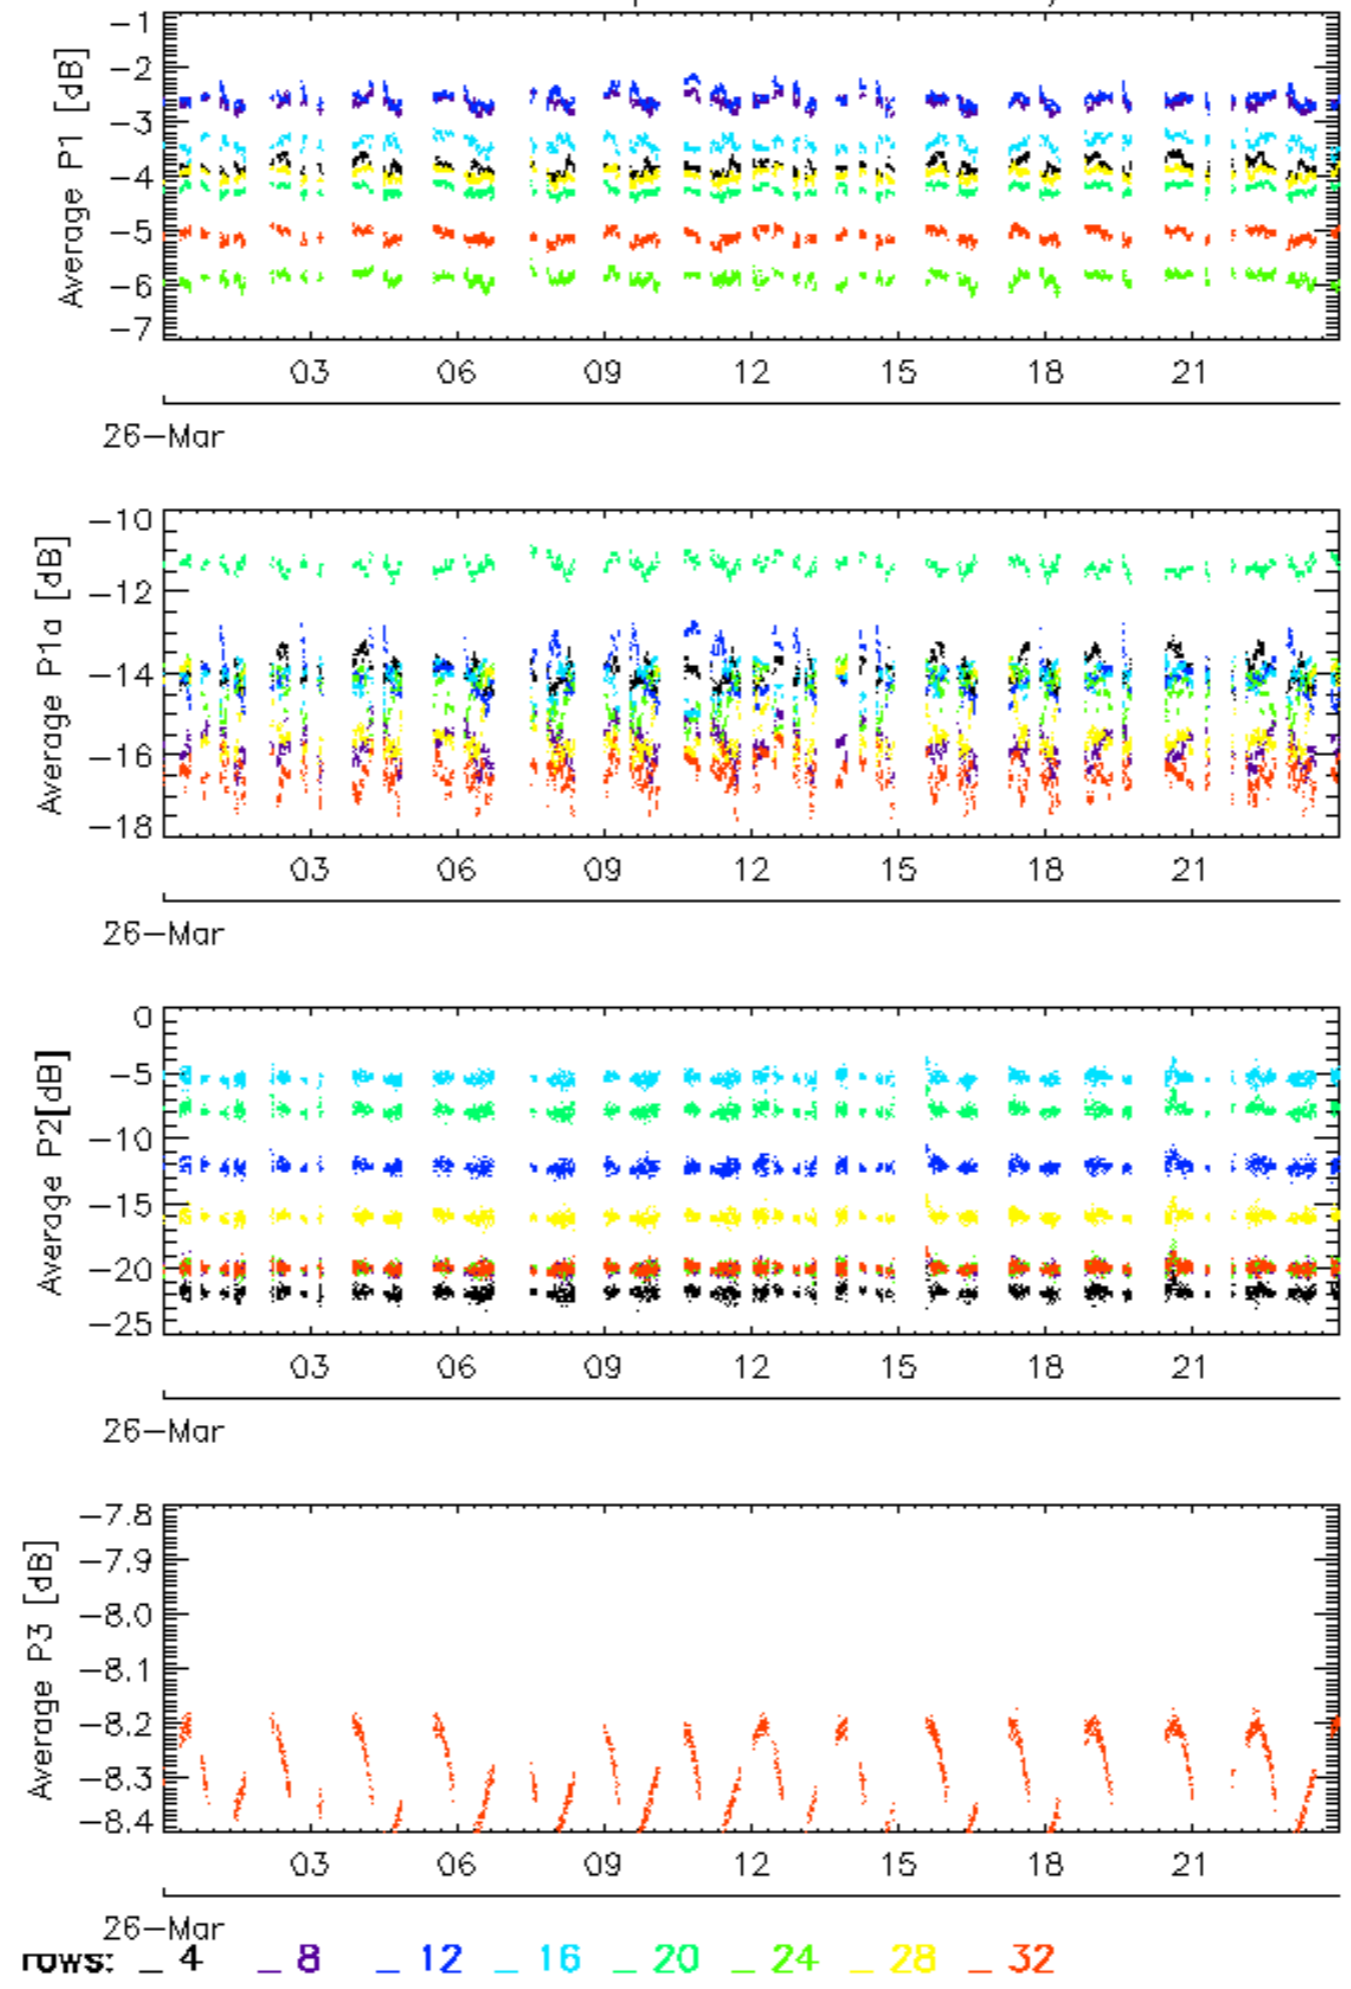 Average P1 [dB]
-1
-2
-3
-4
-5
-6
-7
03 06 09 12 15 18 21
26-Mar
Average P1a [dB]
-10
-12
-14
-16
-18
03 06 09 12 15 18 21
26-Mar
Average P2[dB]
0
-5
-10
-15
-20
-25
03 06 09 12 15 18 21
26-Mar
Average P3 [dB]
-7.8
-7.9
-8.0
-8.1
-8.2
-8.3
-8.4
03 06 09 12 15 18 21
26-Mar
rows: _ 4 _ 8 _ 12 _ 16 _ 20 _ 24 _ 28 _ 32